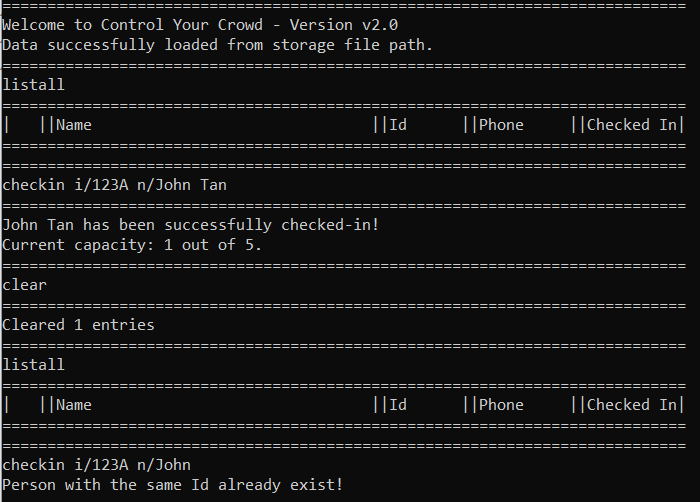 ==============================================================================
Welcome to Control Your Crowd - Version v2.0
Data successfully loaded from storage file path.
==============================================================================
listall
==============================================================================
|   ||Name                               ||Id      ||Phone     ||Checked In|
==============================================================================
==============================================================================
checkin i/123A n/John Tan
==============================================================================
John Tan has been successfully checked-in!
Current capacity: 1 out of 5.
==============================================================================
clear
==============================================================================
Cleared 1 entries
==============================================================================
listall
==============================================================================
|   ||Name                               ||Id      ||Phone     ||Checked In|
==============================================================================
==============================================================================
checkin i/123A n/John
Person with the same Id already exist!